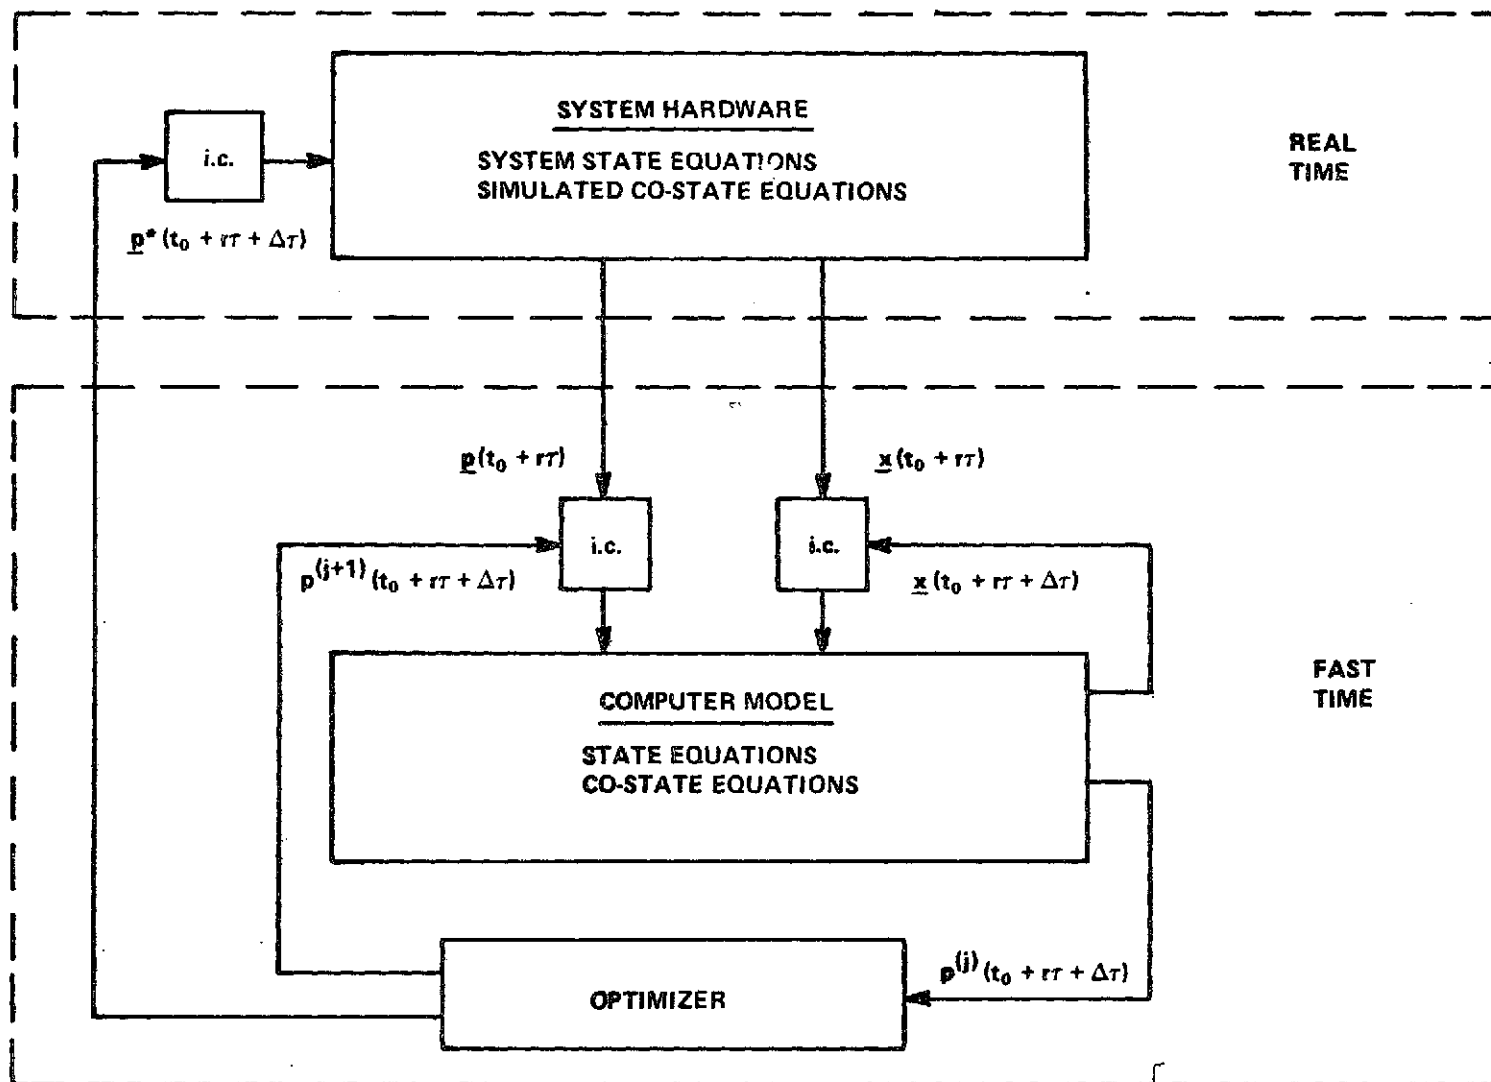 SYSTEM HARDWARE
SYSTEM STATE EQUATIONS
SIMULATED CO-STATE EQUATIONS
REAL
TIME
i.c.
p*(t₀ + rτ + Δτ)
p(t₀ + rτ)
x(t₀ + rτ)
i.c.
i.c.
p⁽ʲ⁺¹⁾(t₀ + rτ + Δτ)
x(t₀ + rτ + Δτ)
COMPUTER MODEL
STATE EQUATIONS
CO-STATE EQUATIONS
FAST
TIME
p⁽ʲ⁾(t₀ + rτ + Δτ)
OPTIMIZER